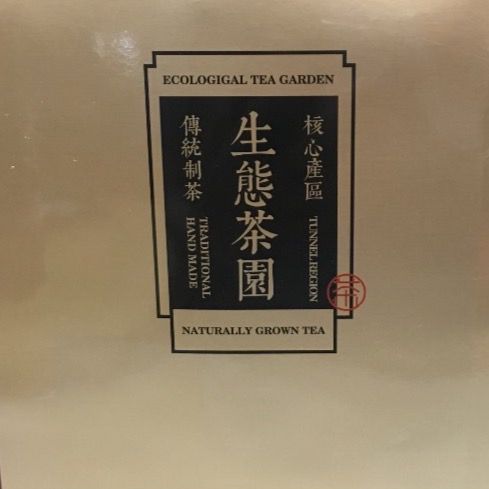 ECOLOGIGAL TEA GARDEN
核心產區
TUNNEL REGION
生態茶園
傳統制茶
TRADITIONAL
HAND MADE
茶
NATURALLY GROWN TEA